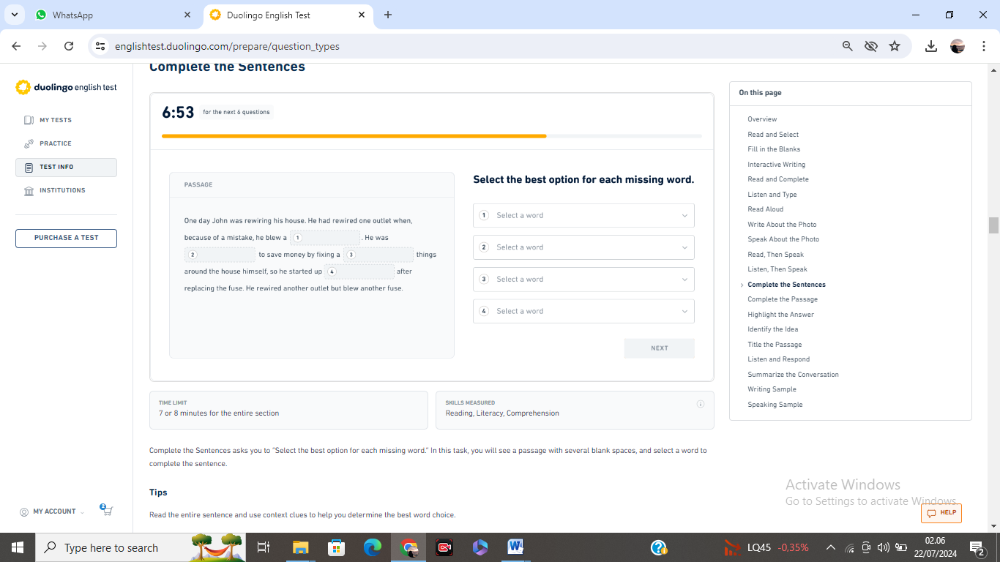 WhatsApp
Duolingo English Test
englishtest.duolingo.com/prepare/question_types
duolingo english test
MY TESTS
PRACTICE
TEST INFO
INSTITUTIONS
PURCHASE A TEST
MY ACCOUNT
2
Complete the Sentences
6:53 for the next 6 questions
PASSAGE
One day John was rewiring his house. He had rewired one outlet when,
because of a mistake, he blew a 1 . He was
2 to save money by fixing a 3 things
around the house himself, so he started up 4 after
replacing the fuse. He rewired another outlet but blew another fuse.
Select the best option for each missing word.
1 Select a word
2 Select a word
3 Select a word
4 Select a word
NEXT
TIME LIMIT
7 or 8 minutes for the entire section
SKILLS MEASURED
Reading, Literacy, Comprehension
Complete the Sentences asks you to "Select the best option for each missing word." In this task, you will see a passage with several blank spaces, and select a word to
complete the sentence.
Tips
Read the entire sentence and use context clues to help you determine the best word choice.
On this page
Overview
Read and Select
Fill in the Blanks
Interactive Writing
Read and Complete
Listen and Type
Read Aloud
Write About the Photo
Speak About the Photo
Read, Then Speak
Listen, Then Speak
Complete the Sentences
Complete the Passage
Highlight the Answer
Identify the Idea
Title the Passage
Listen and Respond
Summarize the Conversation
Writing Sample
Speaking Sample
Activate Windows
Go to Settings to activate Windows.
HELP
Type here to search
LQ45 -0.35%
02.06
22/07/2024
2